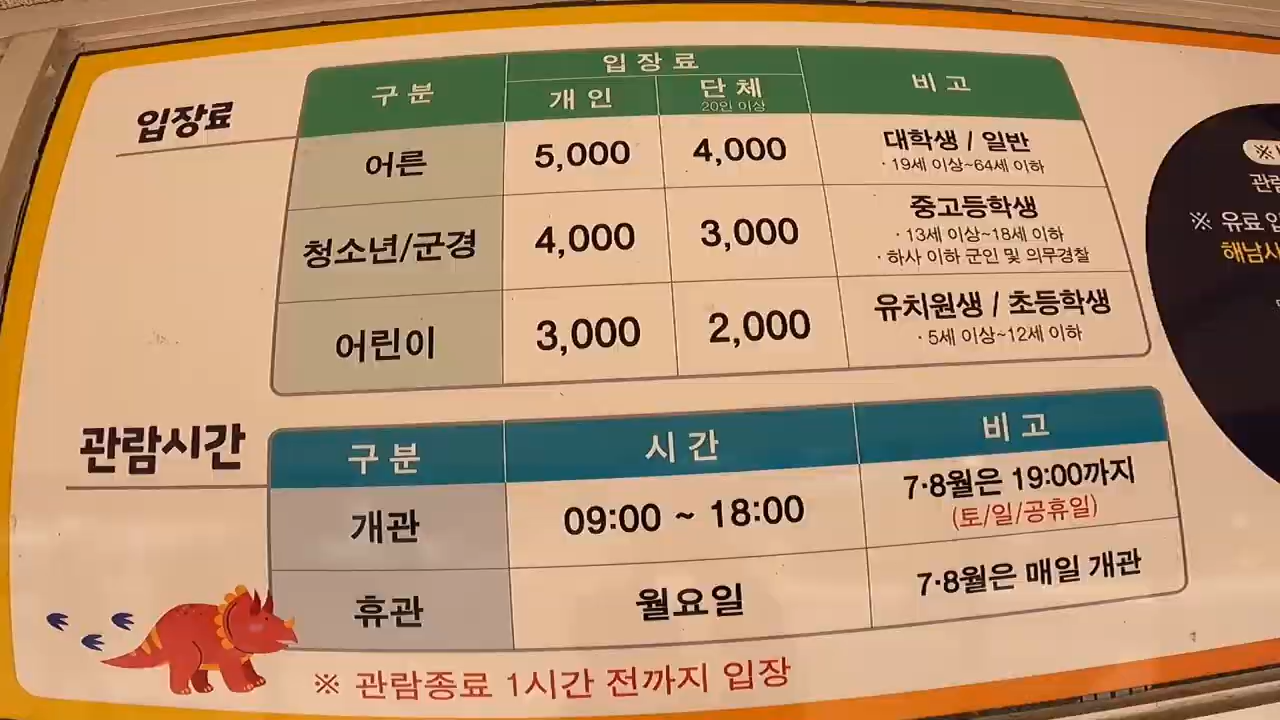 입장료
구분 입장료 비고
개인 단체
20인 이상
어른 5,000 4,000 대학생 / 일반
· 19세 이상~64세 이하
청소년/군경 4,000 3,000 중고등학생
· 13세 이상~18세 이하
· 하사 이하 군인 및 의무경찰
어린이 3,000 2,000 유치원생 / 초등학생
· 5세 이상~12세 이하
관람시간
구분 시간 비고
개관 09:00 ~ 18:00 7·8월은 19:00까지
(토/일/공휴일)
휴관 월요일 7·8월은 매일 개관
※ 관람종료 1시간 전까지 입장
※
※ 유료